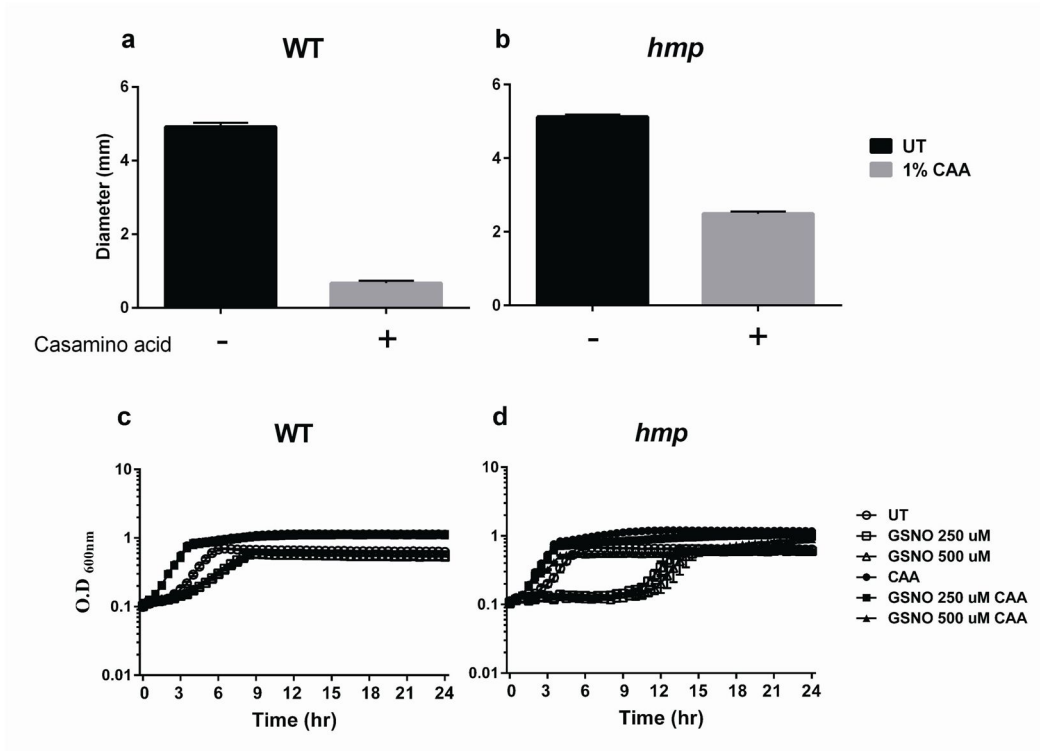 a
WT
b
hmp
6
4
2
0
Diameter (mm)
6
4
2
0
UT
1% CAA
Casamino acid - +
- +
c
WT
d
hmp
10
1
0.1
0.01
O.D 600nm
0 3 6 9 12 15 18 21 24
Time (hr)
10
1
0.1
0.01
0 3 6 9 12 15 18 21 24
Time (hr)
UT
GSNO 250 uM
GSNO 500 uM
CAA
GSNO 250 uM CAA
GSNO 500 uM CAA